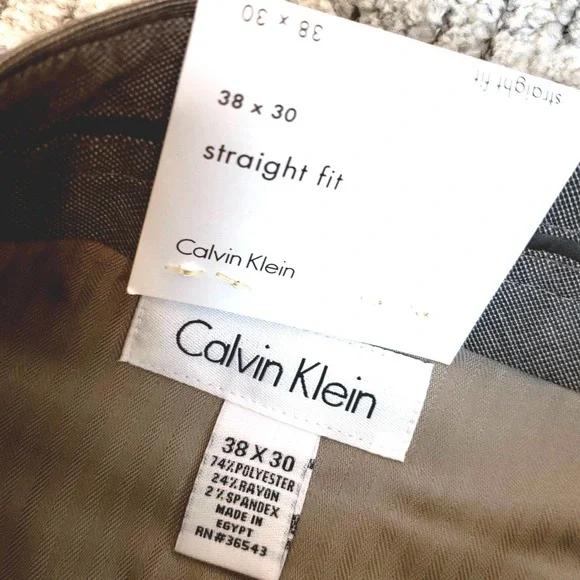 38 x 30
straight fit
38 x 30
straight fit
Calvin Klein
Calvin Klein
38 X 30
74%POLYESTER
24%RAYON
2%SPANDEX
MADE IN
EGYPT
RN#36543